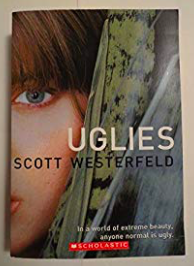 UGLIES
SCOTT WESTERFELD
In a world of extreme beauty,
anyone normal is ugly.
SCHOLASTIC